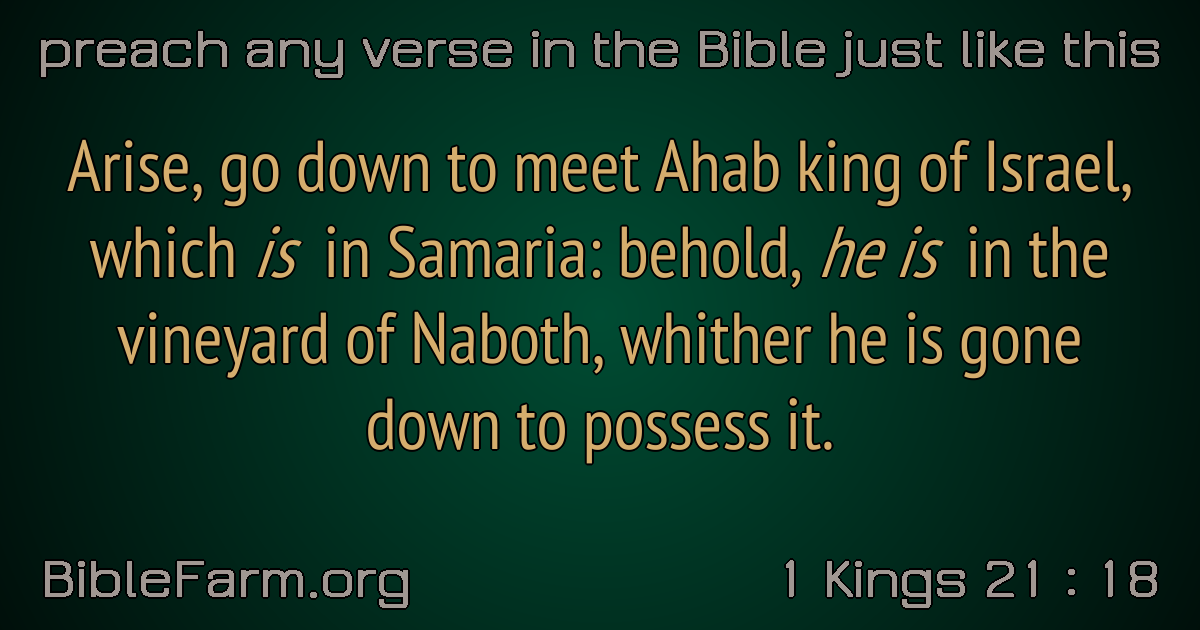 preach any verse in the Bible just like this
Arise, go down to meet Ahab king of Israel,
which is in Samaria: behold, he is in the
vineyard of Naboth, whither he is gone
down to possess it.
BibleFarm.org
1 Kings 21 : 18